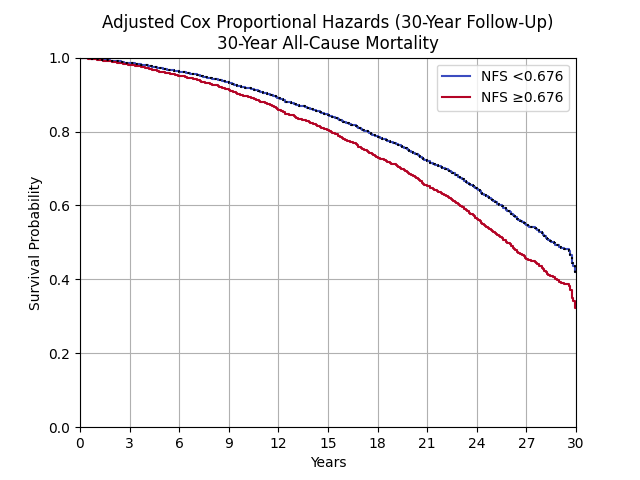 Adjusted Cox Proportional Hazards (30-Year Follow-Up)
30-Year All-Cause Mortality
NFS <0.676
NFS ≥0.676
Survival Probability
1.0
0.8
0.6
0.4
0.2
0.0
0 3 6 9 12 15 18 21 24 27 30
Years